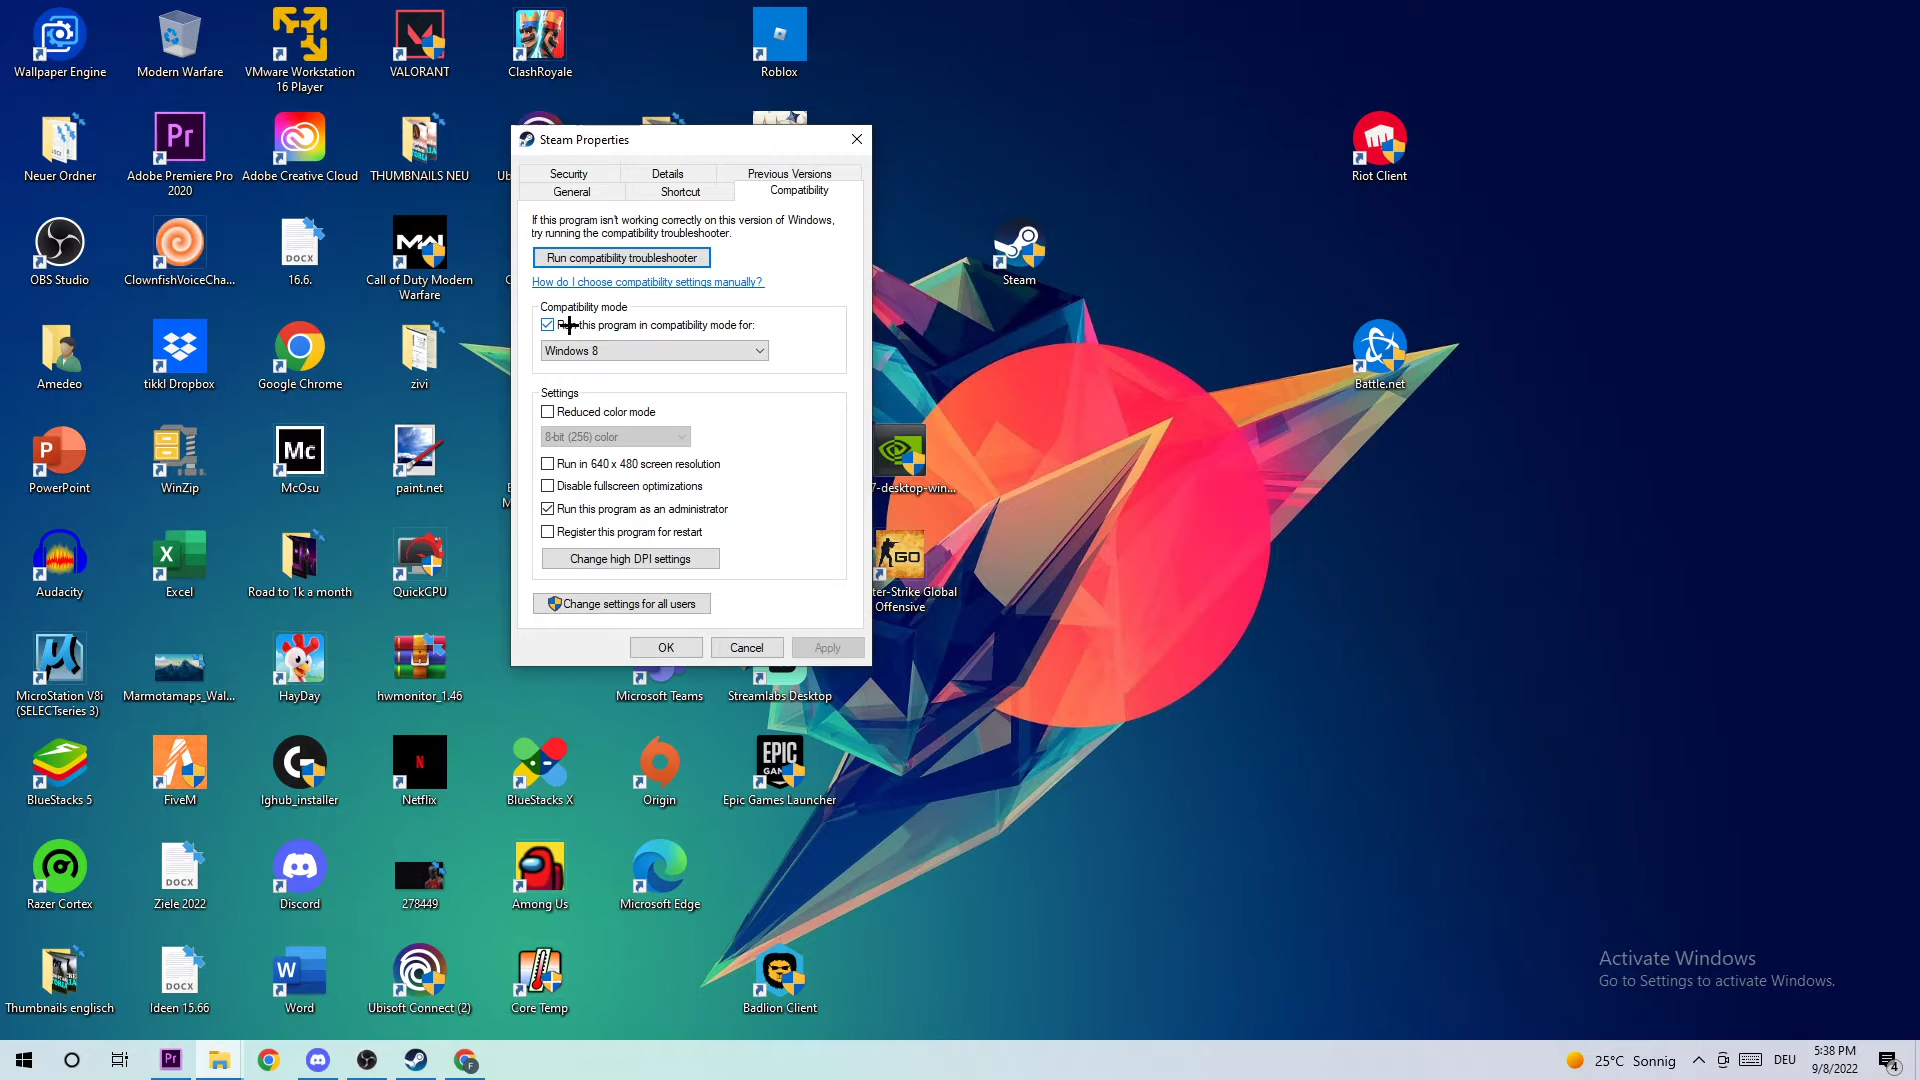 Wallpaper Engine
Modern Warfare
VMware Workstation
16 Player
VALORANT
ClashRoyale
Roblox
Neuer Ordner
Adobe Premiere Pro
2020
Adobe Creative Cloud
THUMBNAILS NEU
Riot Client
OBS Studio
ClownfishVoiceCha...
16.6.
Call of Duty Modern
Warfare
Steam
Amedeo
tikkl Dropbox
Google Chrome
zivi
Battle.net
PowerPoint
WinZip
McOsu
paint.net
7-desktop-win...
Audacity
Excel
Road to 1k a month
QuickCPU
ter-Strike Global
Offensive
MicroStation V8i
(SELECTseries 3)
Marmotamaps_Wal...
HayDay
hwmonitor_1.46
Microsoft Teams
Streamlabs Desktop
BlueStacks 5
FiveM
lghub_installer
Netflix
BlueStacks X
Origin
Epic Games Launcher
Razer Cortex
Ziele 2022
Discord
278449
Among Us
Microsoft Edge
Thumbnails englisch
Ideen 15.66
Word
Ubisoft Connect (2)
Core Temp
Badlion Client
Steam Properties
Security
Details
Previous Versions
General
Shortcut
Compatibility
If this program isn't working correctly on this version of Windows,
try running the compatibility troubleshooter.
Run compatibility troubleshooter
How do I choose compatibility settings manually?
Compatibility mode
this program in compatibility mode for:
Windows 8
Settings
Reduced color mode
8-bit (256) color
Run in 640 x 480 screen resolution
Disable fullscreen optimizations
Run this program as an administrator
Register this program for restart
Change high DPI settings
Change settings for all users
OK
Cancel
Apply
Activate Windows
Go to Settings to activate Windows.
25°C Sonnig
DEU
5:38 PM
9/8/2022
4